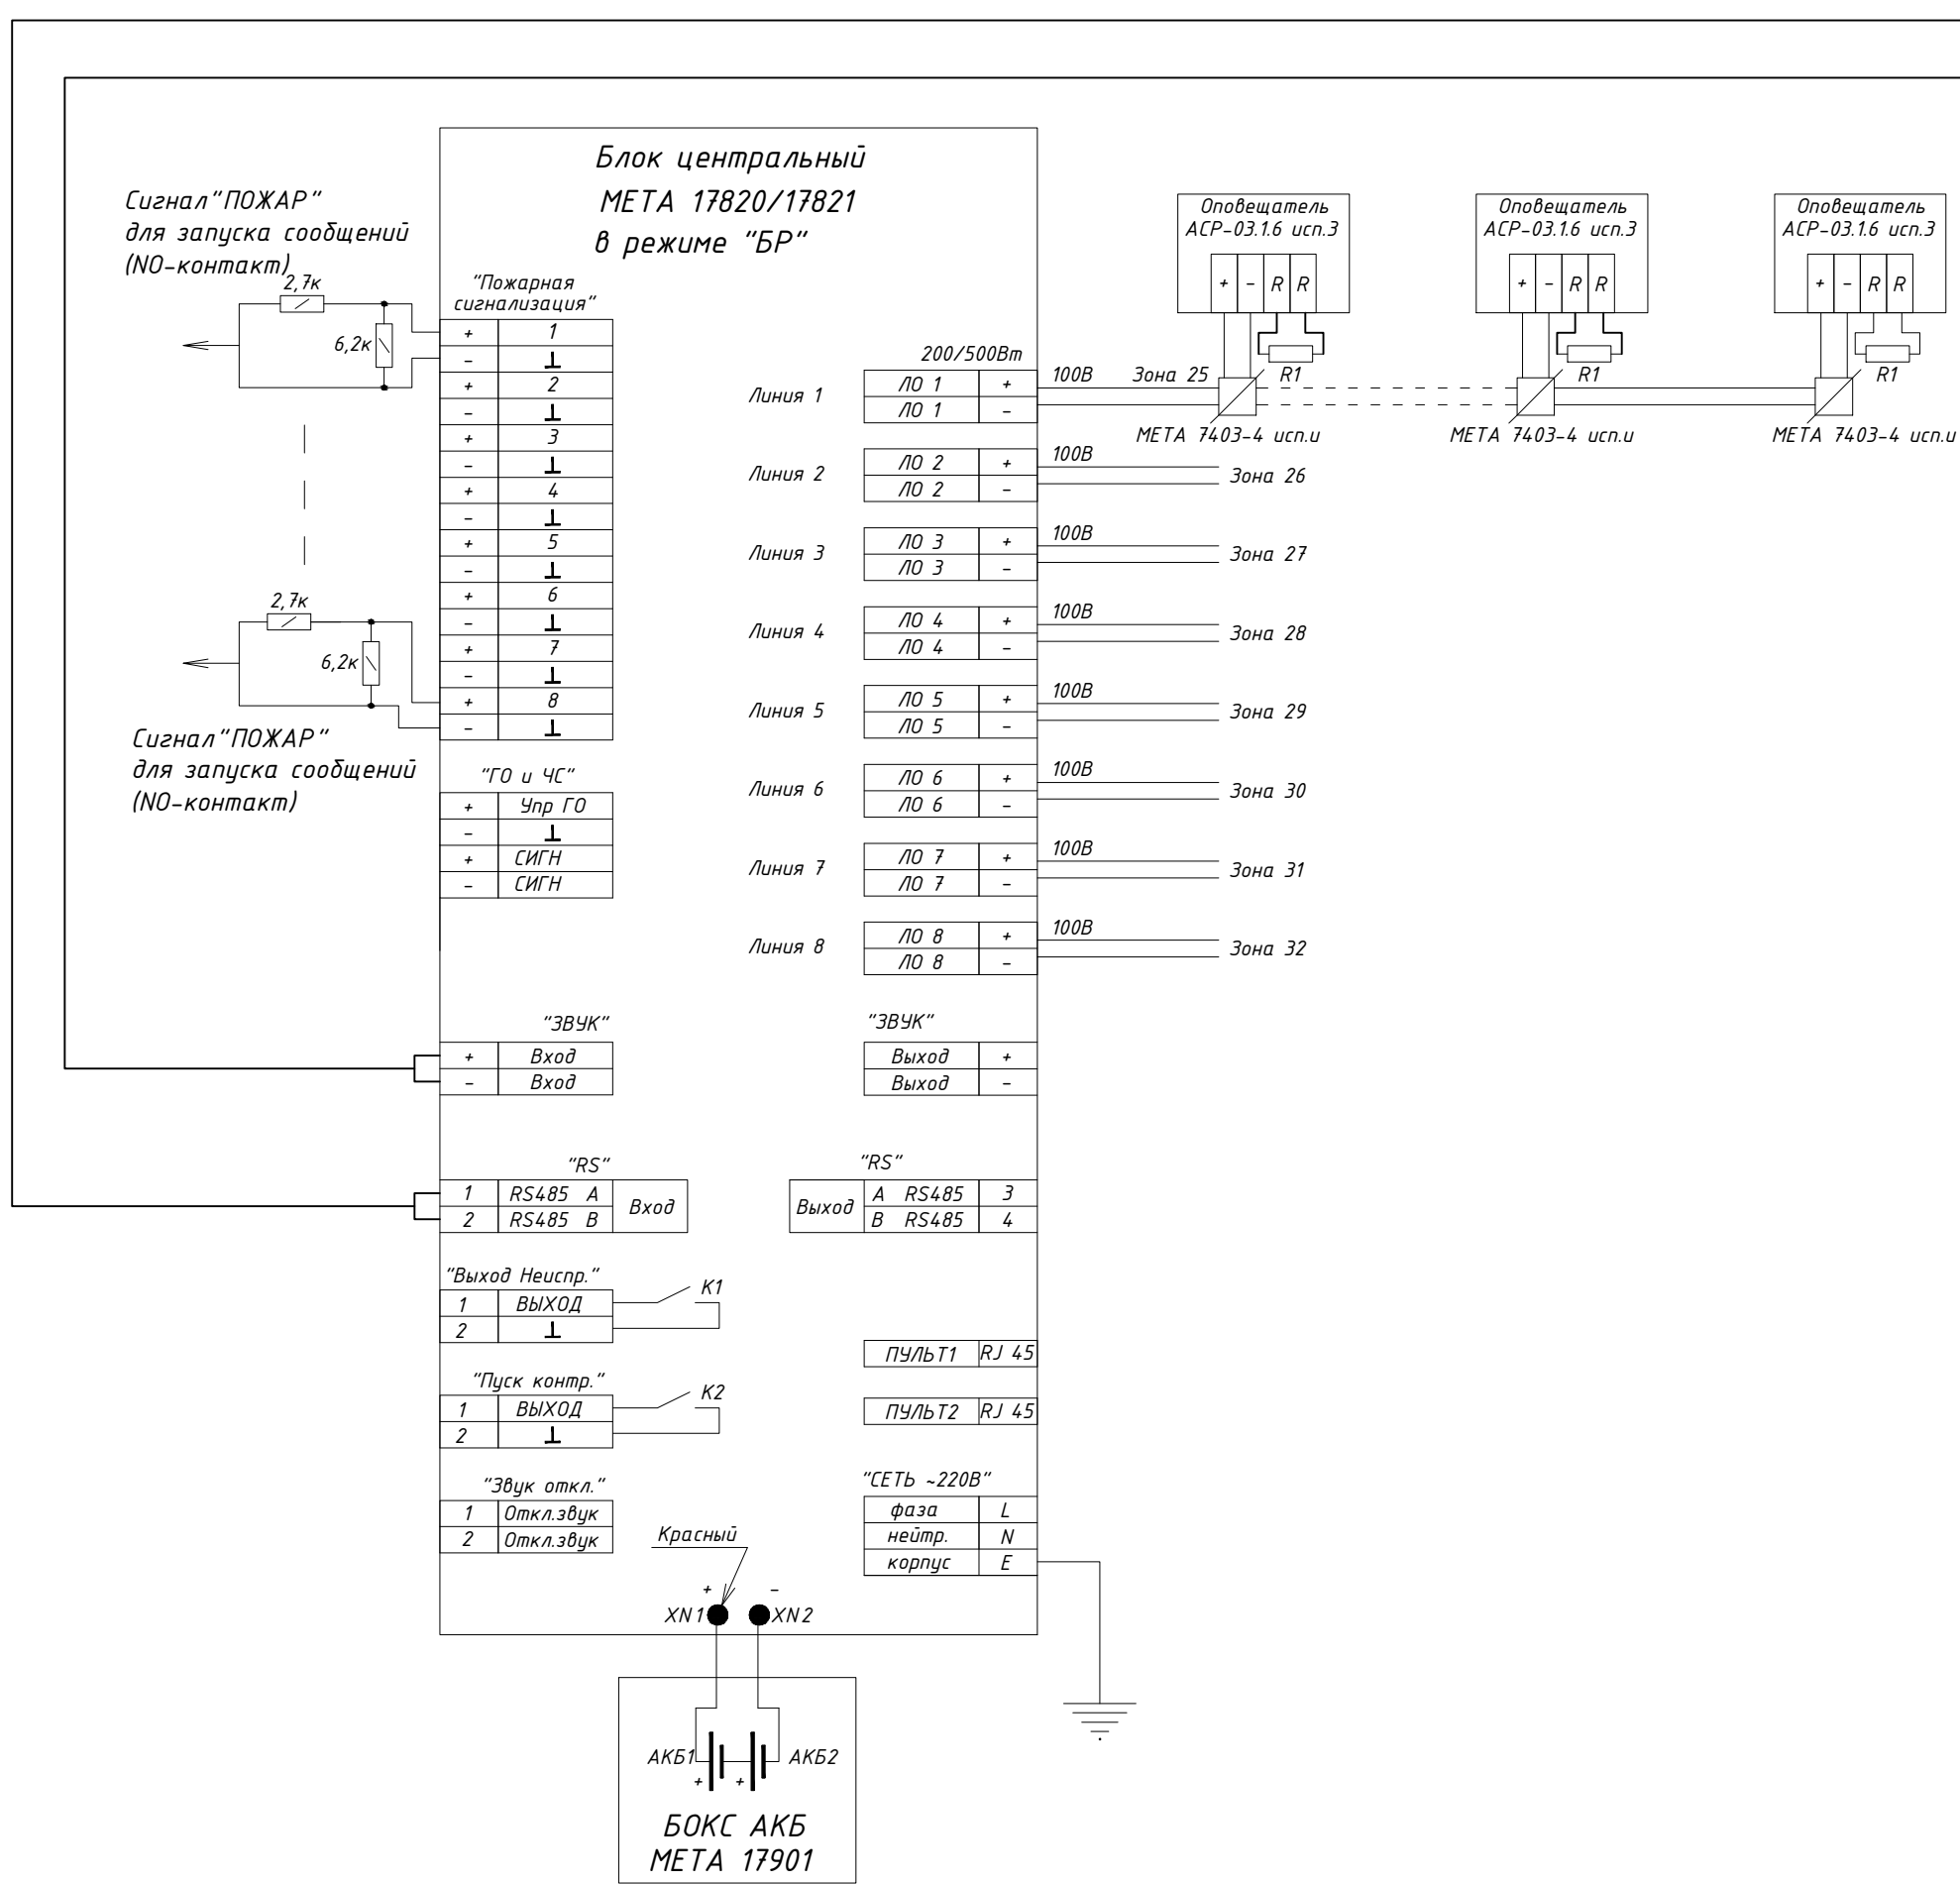 Блок центральный
МЕТА 17820/17821
в режиме "БР"
Сигнал"ПОЖАР"
для запуска сообщений
(NO-контакт)
2,7к
6,2к
"Пожарная
сигнализация"
+ 1
- ⊥
+ 2
- ⊥
+ 3
- ⊥
+ 4
- ⊥
+ 5
- ⊥
+ 6
- ⊥
+ 7
- ⊥
+ 8
- ⊥
2,7к
6,2к
Сигнал"ПОЖАР"
для запуска сообщений
(NO-контакт)
"ГО и ЧС"
+ Упр ГО
- ⊥
+ СИГН
- СИГН
200/500Вт
Линия 1
ЛО 1 +
ЛО 1 -
100В
Зона 25
Оповещатель
АСР-03.1.6 исп.3
+ - R R
R1
МЕТА 7403-4 исп.и
Оповещатель
АСР-03.1.6 исп.3
+ - R R
R1
МЕТА 7403-4 исп.и
Оповещатель
АСР-03.1.6 исп.3
+ - R R
R1
МЕТА 7403-4 исп.и
Линия 2
ЛО 2 +
ЛО 2 -
100В
Зона 26
Линия 3
ЛО 3 +
ЛО 3 -
100В
Зона 27
Линия 4
ЛО 4 +
ЛО 4 -
100В
Зона 28
Линия 5
ЛО 5 +
ЛО 5 -
100В
Зона 29
Линия 6
ЛО 6 +
ЛО 6 -
100В
Зона 30
Линия 7
ЛО 7 +
ЛО 7 -
100В
Зона 31
Линия 8
ЛО 8 +
ЛО 8 -
100В
Зона 32
"ЗВУК"
+ Вход
- Вход
"ЗВУК"
Выход +
Выход -
"RS"
1 RS485 A
2 RS485 B
Вход
"RS"
Выход
A RS485 3
B RS485 4
"Выход Неиспр."
1 ВЫХОД
2 ⊥
К1
"Пуск контр."
1 ВЫХОД
2 ⊥
К2
ПУЛЬТ1 RJ 45
ПУЛЬТ2 RJ 45
"Звук откл."
1 Откл.звук
2 Откл.звук
"СЕТЬ ~220В"
фаза L
нейтр. N
корпус E
Красный
+ -
XN1 XN2
АКБ1 АКБ2
+ +
БОКС АКБ
МЕТА 17901